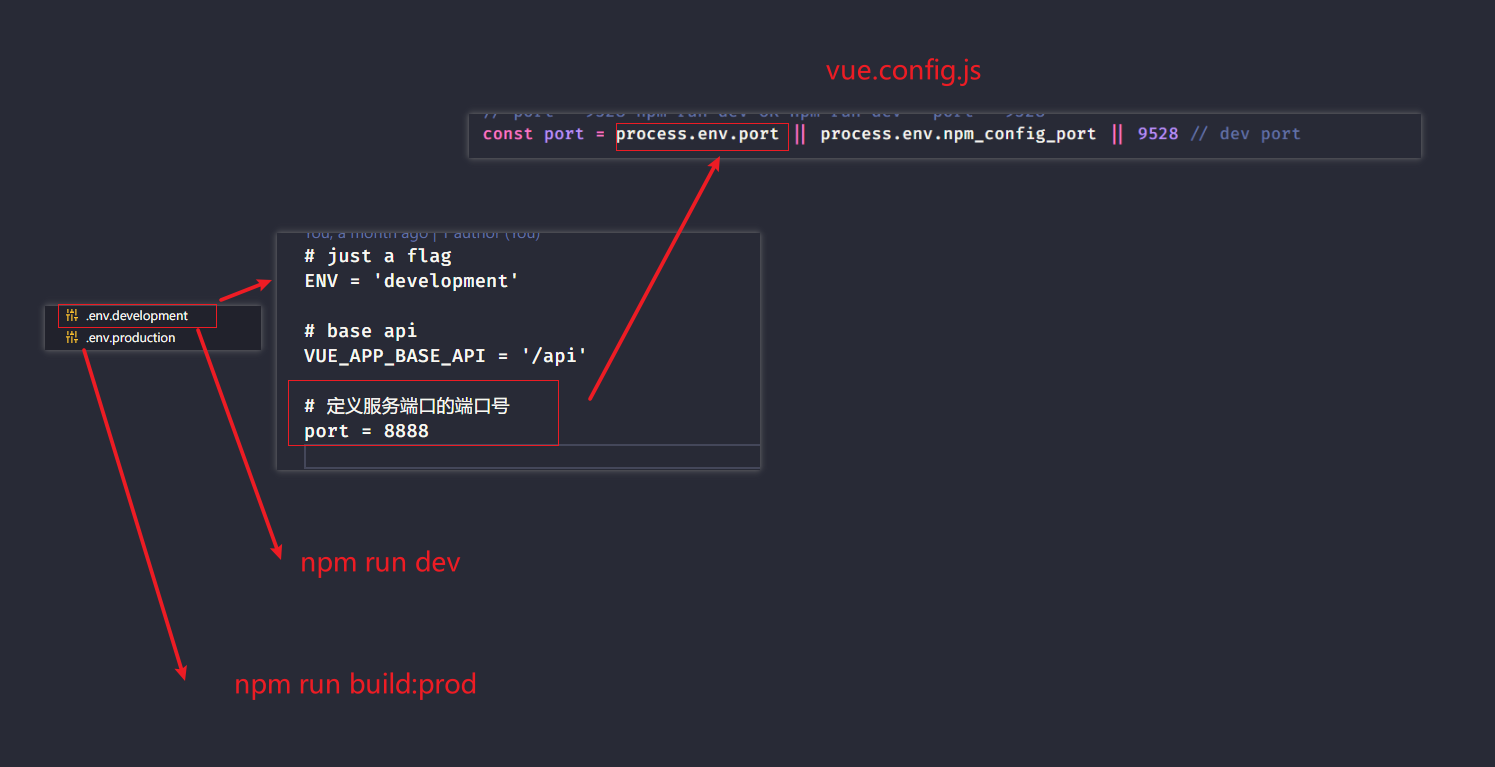 vue.config.js
const port = process.env.port || process.env.npm_config_port || 9528 // dev port
You, a month ago | 1 author (You)
# just a flag
ENV = 'development'
# base api
VUE_APP_BASE_API = '/api'
# 定义服务端口的端口号
port = 8888
.env.development
.env.production
npm run dev
npm run build:prod